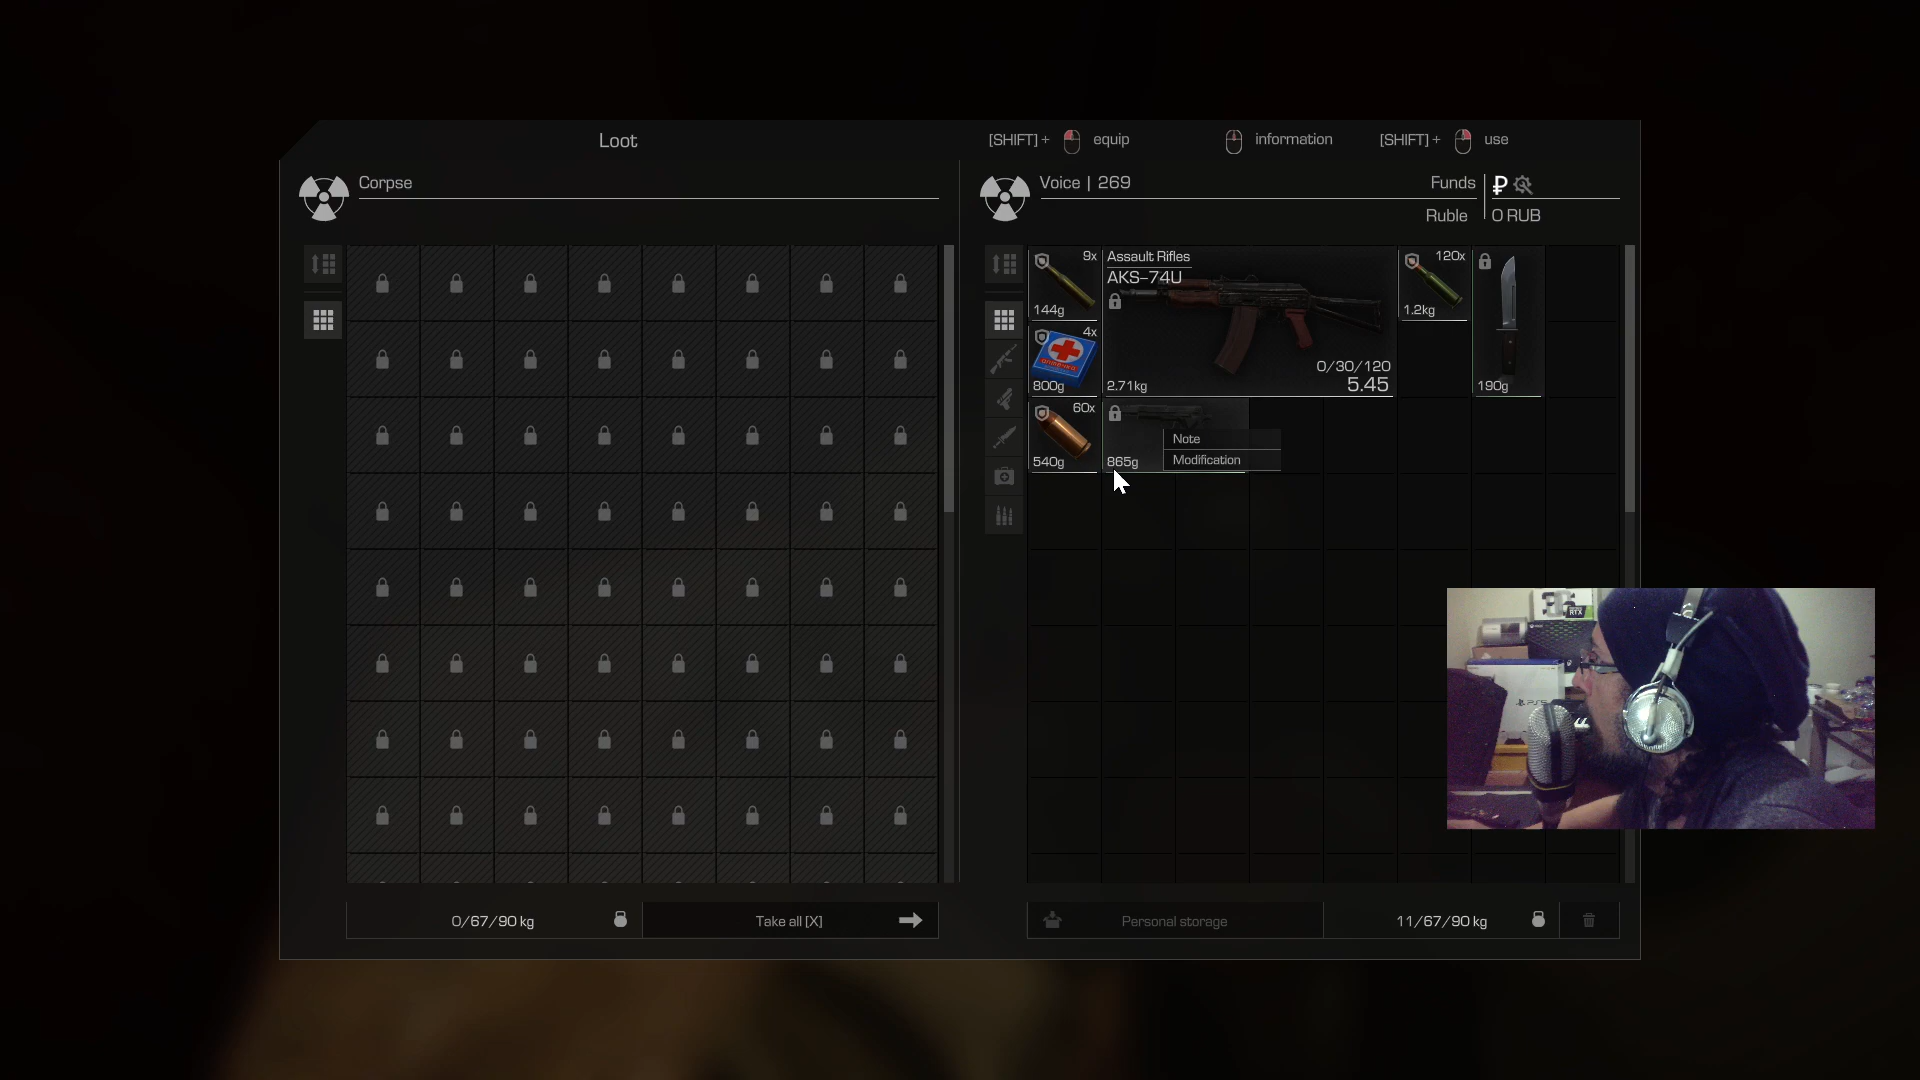 Loot
[SHIFT] + equip
information
[SHIFT] + use
Corpse
Voice | 269
Funds
Ruble
0 RUB
9x
144g
Assault Rifles
AKS-74U
0/30/120
5.45
2.71kg
120x
1.2kg
190g
4x
800g
60x
540g
865g
Note
Modification
RTX
PS5
0/67/90 kg
Take all [X]
Personal storage
11/67/90 kg